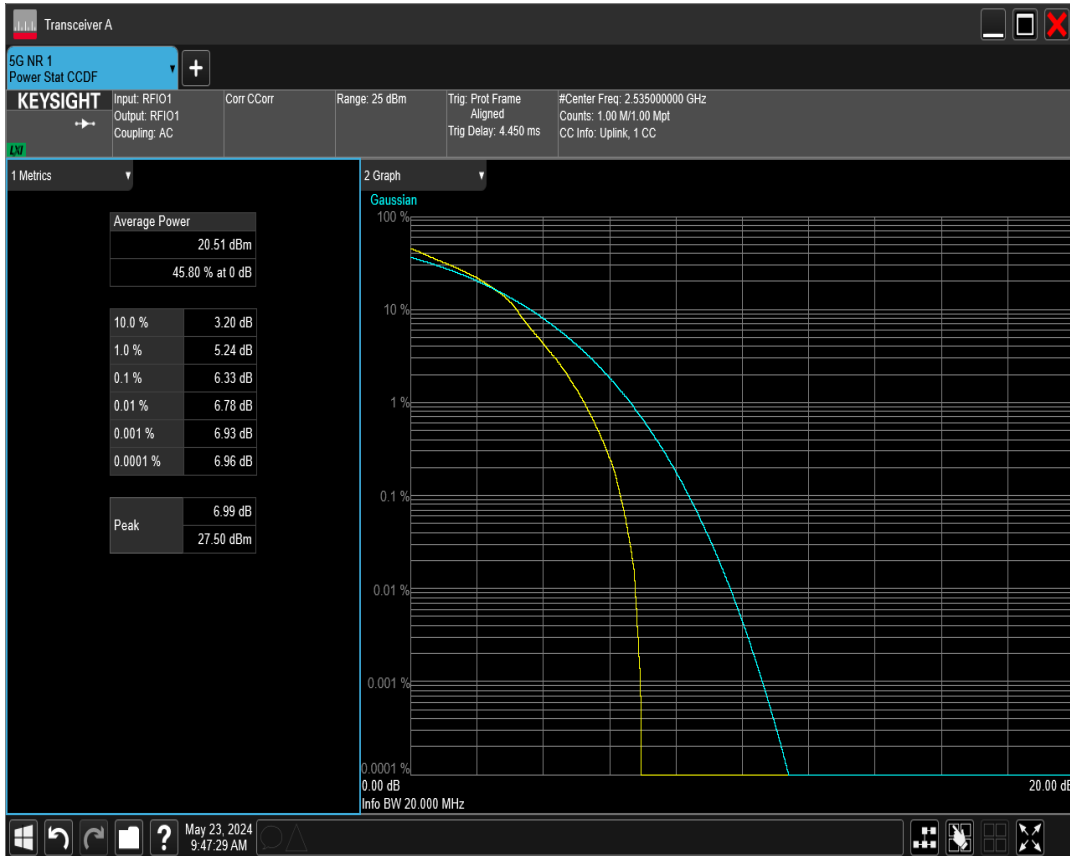 Transceiver A
5G NR 1
Power Stat CCDF
KEYSIGHT
LXI
Input: RFIO1
Output: RFIO1
Coupling: AC
Corr CCorr
Range: 25 dBm
Trig: Prot Frame
Aligned
Trig Delay: 4.450 ms
#Center Freq: 2.535000000 GHz
Counts: 1.00 M/1.00 Mpt
CC Info: Uplink, 1 CC
1 Metrics
Average Power
20.51 dBm
45.80 % at 0 dB
10.0 % 3.20 dB
1.0 % 5.24 dB
0.1 % 6.33 dB
0.01 % 6.78 dB
0.001 % 6.93 dB
0.0001 % 6.96 dB
Peak
6.99 dB
27.50 dBm
2 Graph
Gaussian
100 %
10 %
1 %
0.1 %
0.01 %
0.001 %
0.0001 %
0.00 dB 20.00 dB
Info BW 20.000 MHz
?
May 23, 2024
9:47:29 AM